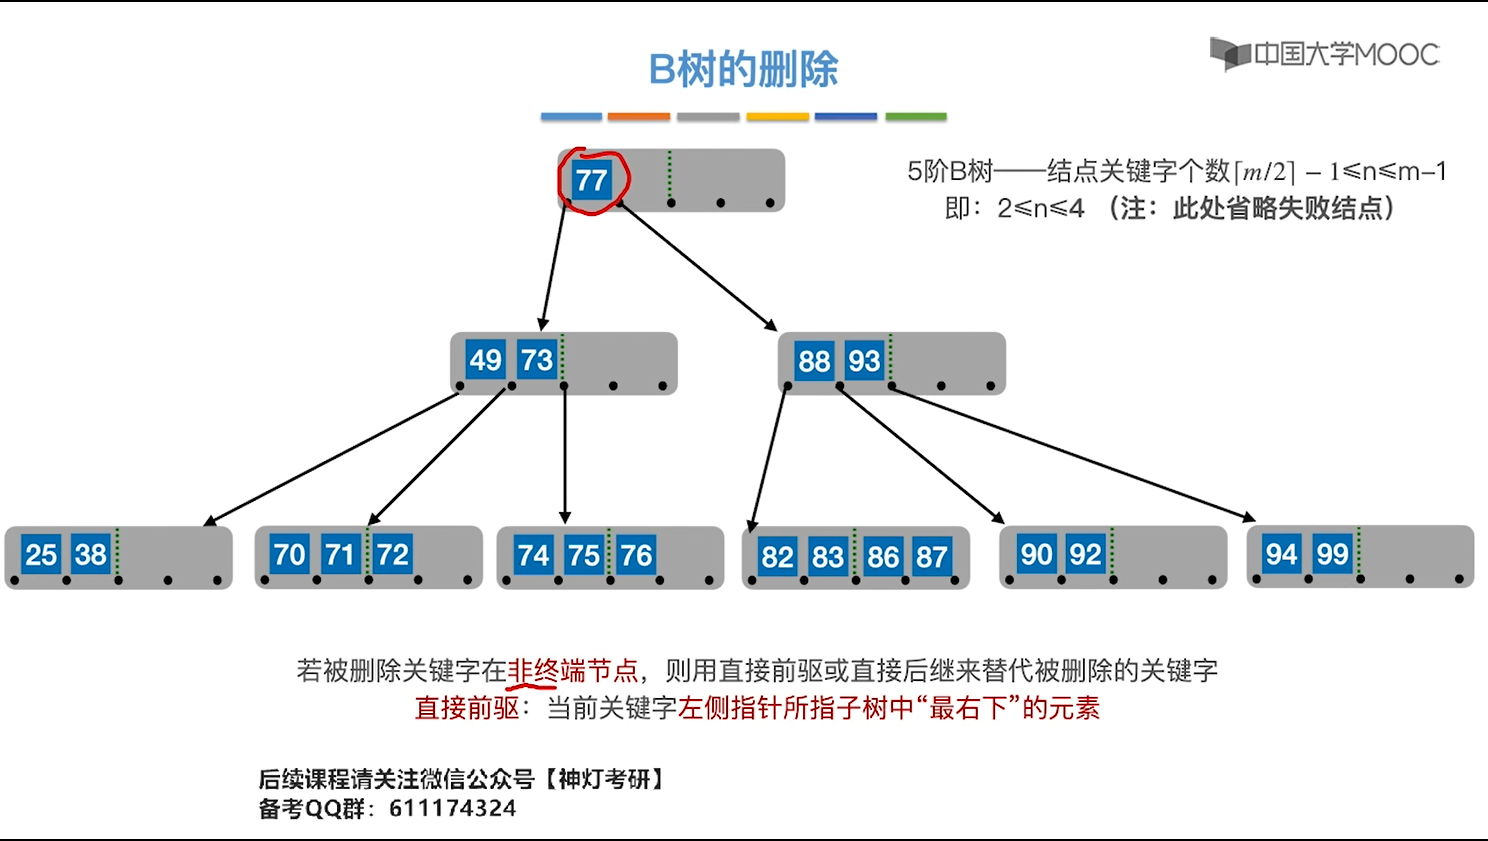 B树的删除
中国大学MOOC
77
5阶B树——结点关键字个数⌈m/2⌉ − 1≤n≤m-1
即：2≤n≤4 （注：此处省略失败结点）
49 73
88 93
25 38
70 71 72
74 75 76
82 83 86 87
90 92
94 99
若被删除关键字在非终端节点，则用直接前驱或直接后继来替代被删除的关键字
直接前驱：当前关键字左侧指针所指子树中“最右下”的元素
后续课程请关注微信公众号【神灯考研】
备考QQ群：611174324